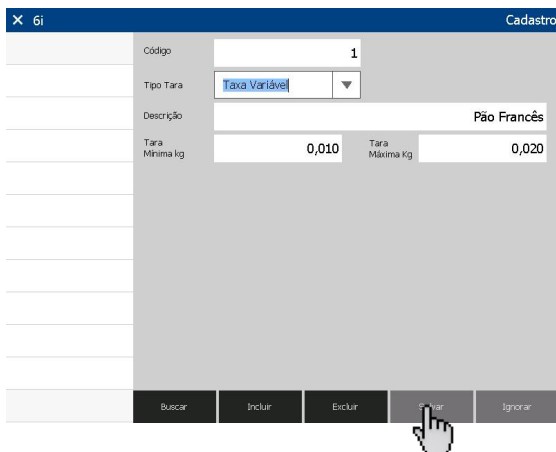 6i Cadastro
Código 1
Tipo Tara Taxa Variável
Descrição Pão Francês
Tara
Mínima kg 0,010 Tara
Máxima Kg 0,020
Buscar Incluir Excluir Ignorar